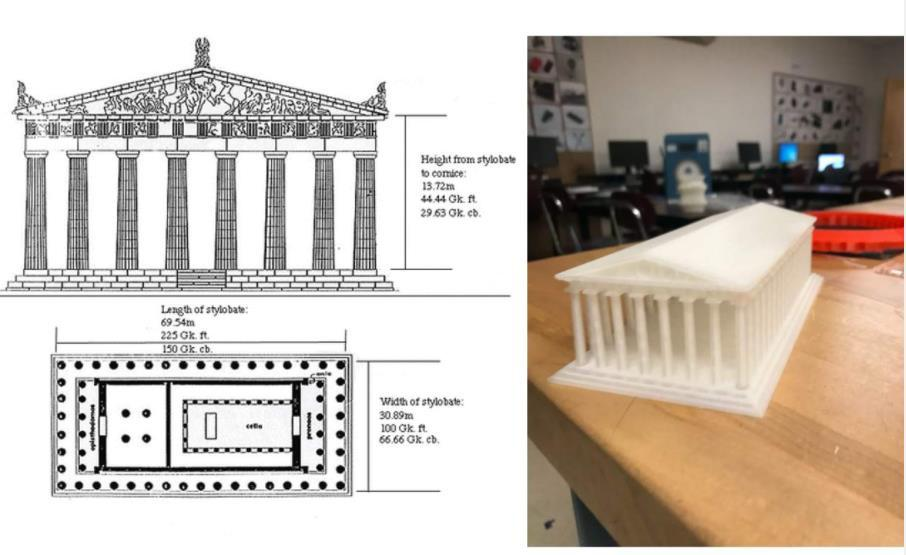 Height from stylobate
to cornice:
13.72m
44.44 Gk. ft.
29.63 Gk. cb.
Length of stylobate:
69.54m
225 Gk. ft.
150 Gk. cb.
Width of stylobate:
30.89m
100 Gk. ft.
66.66 Gk. cb.
opisthodomos
cella
pronaos